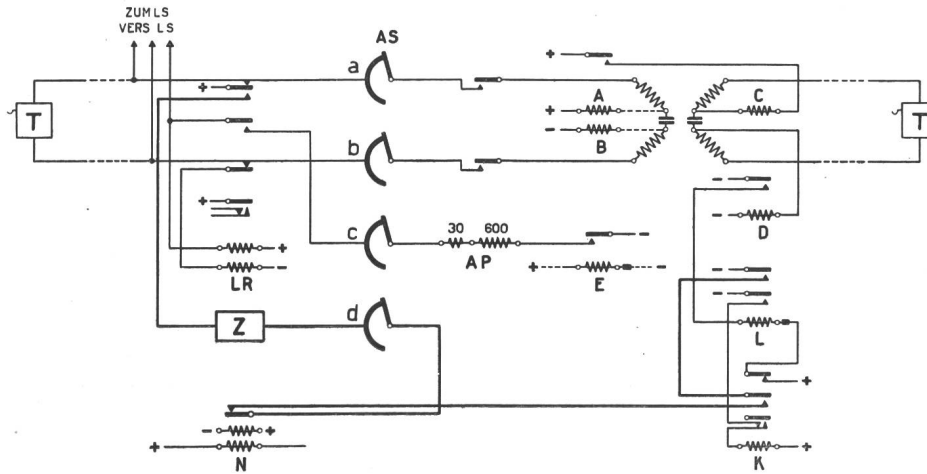 ZUM LS
VERS LS
AS
a
+
A
C
T
+
T
+
B
-
b
-
+
-
D
c
30 600
-
AP
+
+
E
-
-
-
LR
-
d
Z
L
+
-
+
+
N
K
+